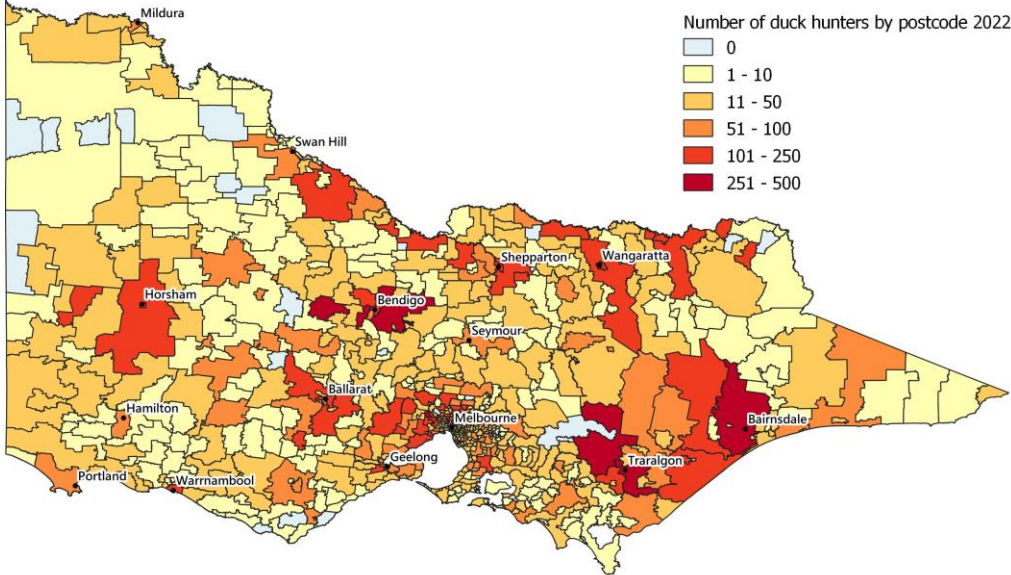 Number of duck hunters by postcode 2022
0
1 - 10
11 - 50
51 - 100
101 - 250
251 - 500
Mildura
Swan Hill
Shepparton
Wangaratta
Horsham
Bendigo
Seymour
Ballarat
Hamilton
Melbourne
Bairnsdale
Geelong
Traralgon
Portland
Warrnambool